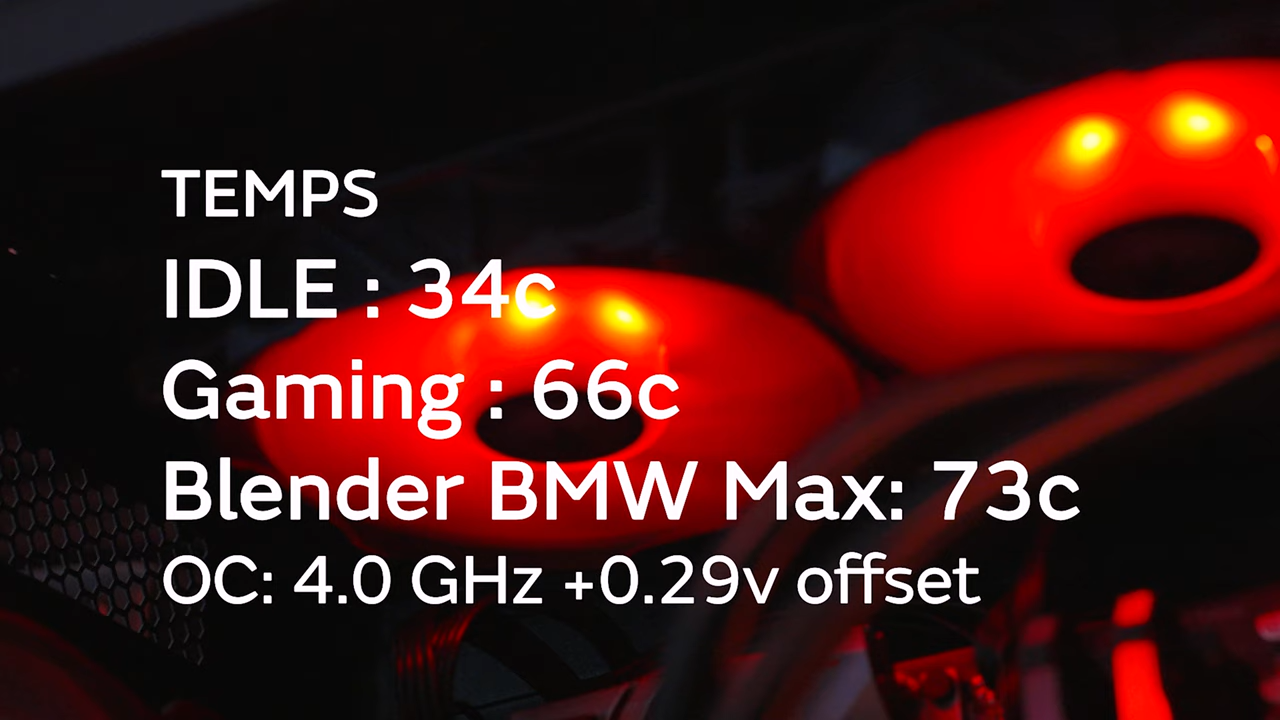 TEMPS
IDLE : 34c
Gaming : 66c
Blender BMW Max: 73c
OC: 4.0 GHz +0.29v offset